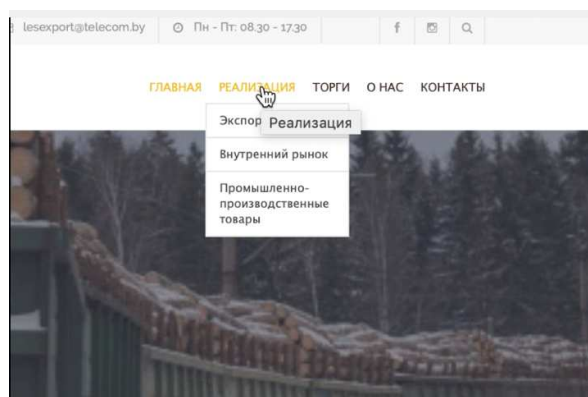 lesexport@telecom.by Пн - Пт: 08.30 - 17.30
ГЛАВНАЯ РЕАЛИЗАЦИЯ ТОРГИ О НАС КОНТАКТЫ
Экспор Реализация
Внутренний рынок
Промышленно-
производственные
товары